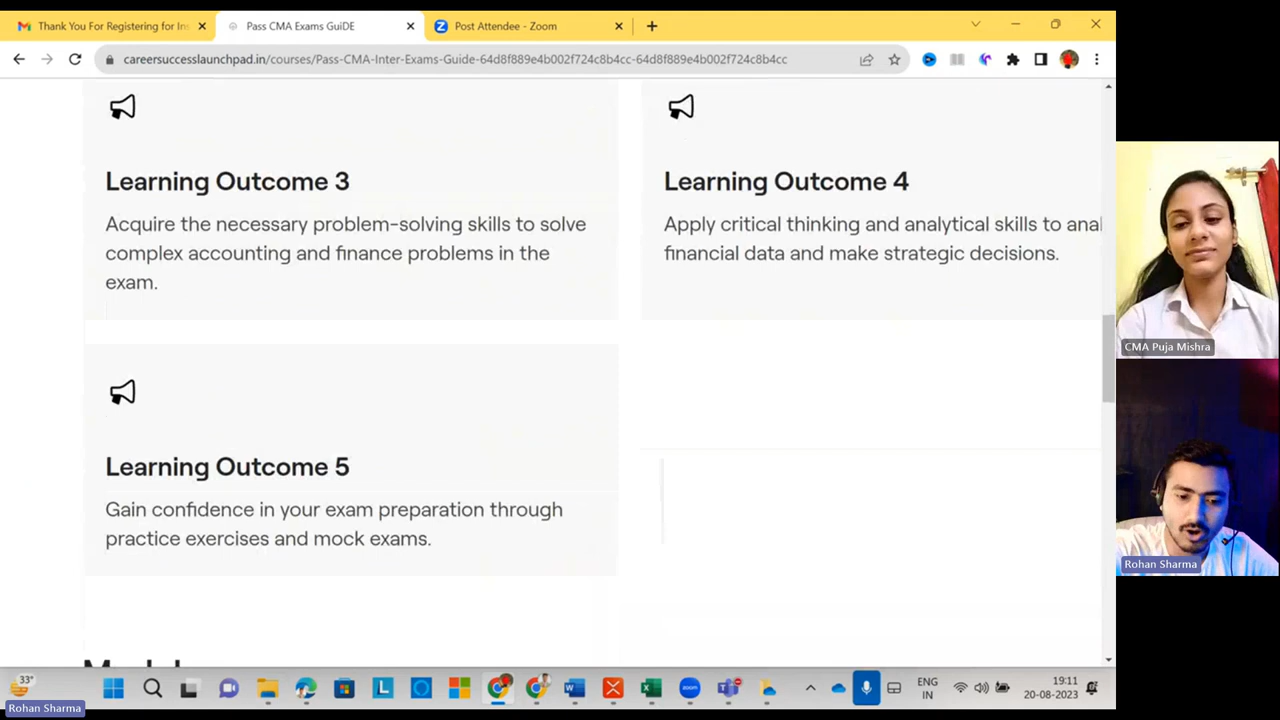 Thank You For Registering for Ins
Pass CMA Exams GuiDE
Post Attendee - Zoom
careersuccesslaunchpad.in/courses/Pass-CMA-Inter-Exams-Guide-64d8f889e4b002f724c8b4cc-64d8f889e4b002f724c8b4cc
Learning Outcome 3
Acquire the necessary problem-solving skills to solve
complex accounting and finance problems in the
exam.
Learning Outcome 4
Apply critical thinking and analytical skills to anal
financial data and make strategic decisions.
Learning Outcome 5
Gain confidence in your exam preparation through
practice exercises and mock exams.
CMA Puja Mishra
Rohan Sharma
33°
zoom
ENG
IN
19:11
20-08-2023
Rohan Sharma